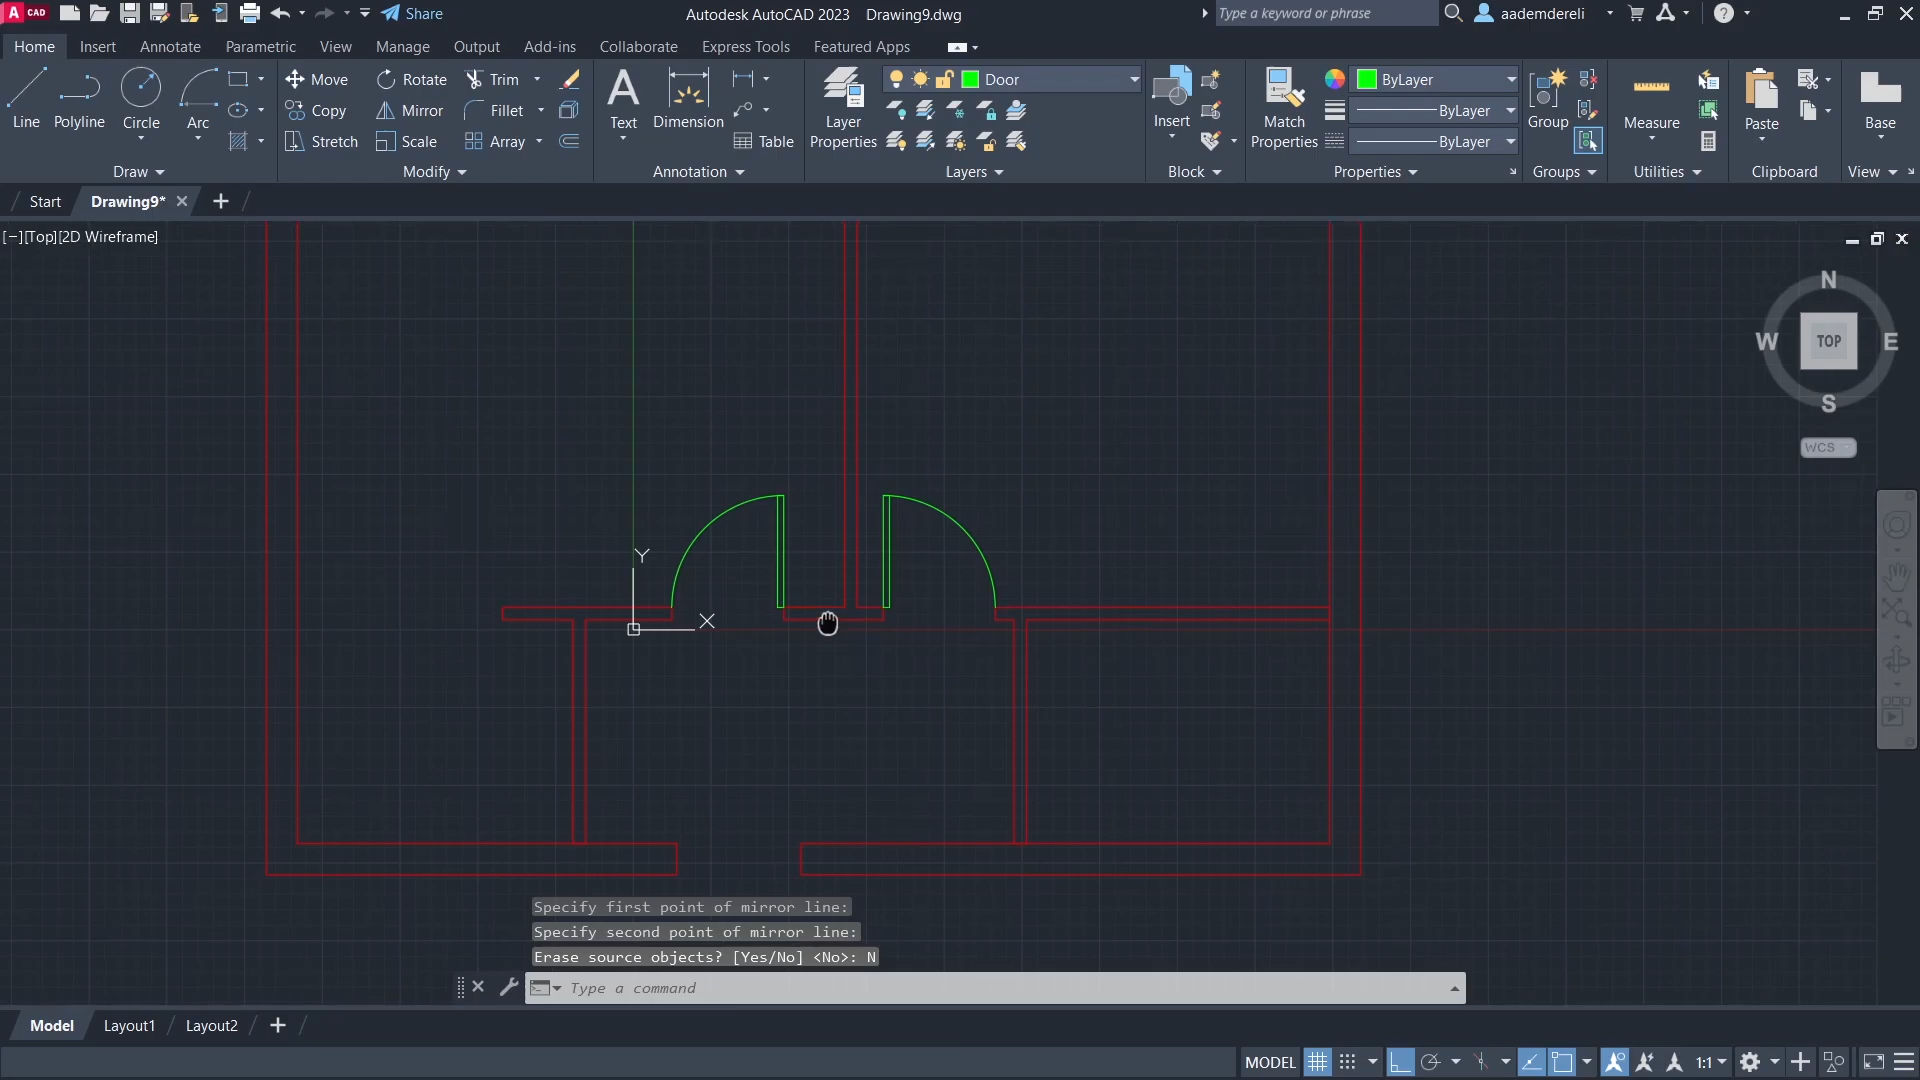 A CAD Share Autodesk AutoCAD 2023 Drawing9.dwg Type a keyword or phrase aademdereli ?
Home Insert Annotate Parametric View Manage Output Add-ins Collaborate Express Tools Featured Apps
Line Polyline Circle Arc
Move Rotate Trim
Copy Mirror Fillet
Stretch Scale Array
Draw Modify
A
Text Dimension Table
Annotation
Layer
Properties
Door
Layers
Insert
Block
Match
Properties
ByLayer
ByLayer
ByLayer
Properties
Group
Groups
Measure
Utilities
Paste
Clipboard
Base
View
Start Drawing9* +
[−][Top][2D Wireframe]
N
W TOP E
S
WCS
Y
X
Specify first point of mirror line:
Specify second point of mirror line:
Erase source objects? [Yes/No] <No>: N
Type a command
Model Layout1 Layout2 +
MODEL 1:1